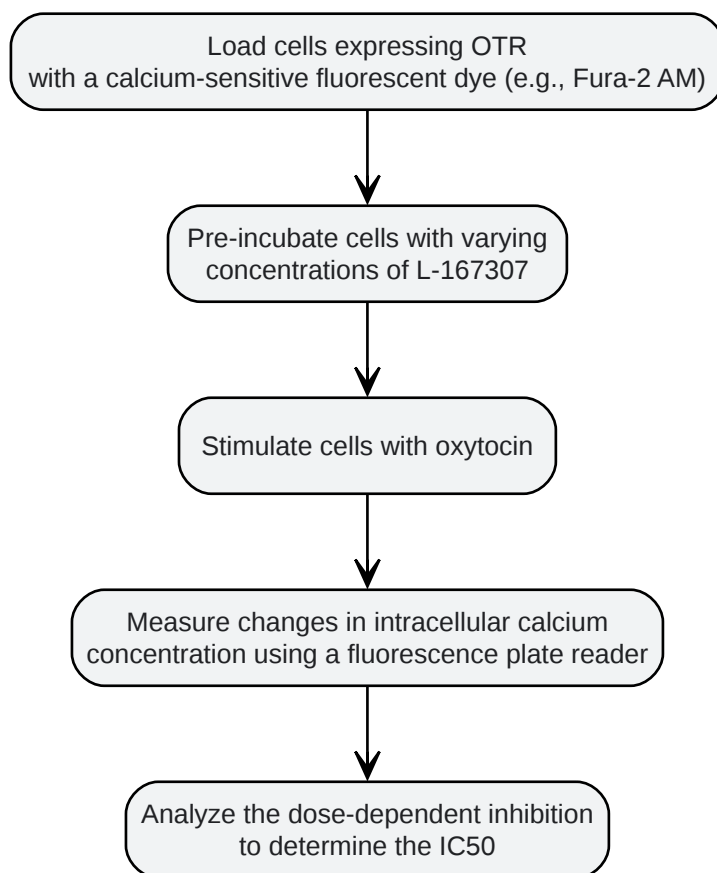 Load cells expressing OTR
with a calcium-sensitive fluorescent dye (e.g., Fura-2 AM)
Pre-incubate cells with varying
concentrations of L-167307
Stimulate cells with oxytocin
Measure changes in intracellular calcium
concentration using a fluorescence plate reader
Analyze the dose-dependent inhibition
to determine the IC50